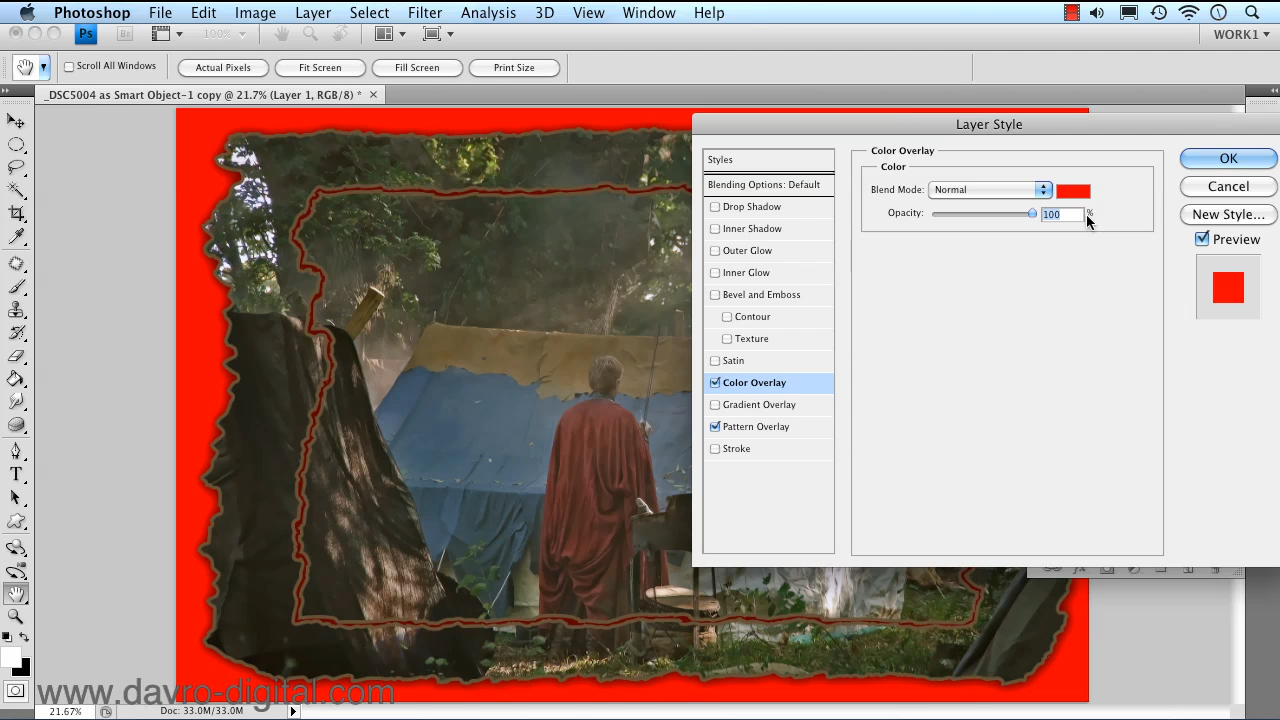 Photoshop File Edit Image Layer Select Filter Analysis 3D View Window Help
Ps Br 100% WORK1
Scroll All Windows Actual Pixels Fit Screen Fill Screen Print Size
_DSC5004 as Smart Object-1 copy @ 21.7% (Layer 1, RGB/8) *
Layer Style
Styles
Blending Options: Default
Drop Shadow
Inner Shadow
Outer Glow
Inner Glow
Bevel and Emboss
Contour
Texture
Satin
Color Overlay
Gradient Overlay
Pattern Overlay
Stroke
Color Overlay
Color
Blend Mode: Normal
Opacity: 100 %
OK
Cancel
New Style...
Preview
T
www.davro-digital.com
21.67% Doc: 33.0M/33.0M